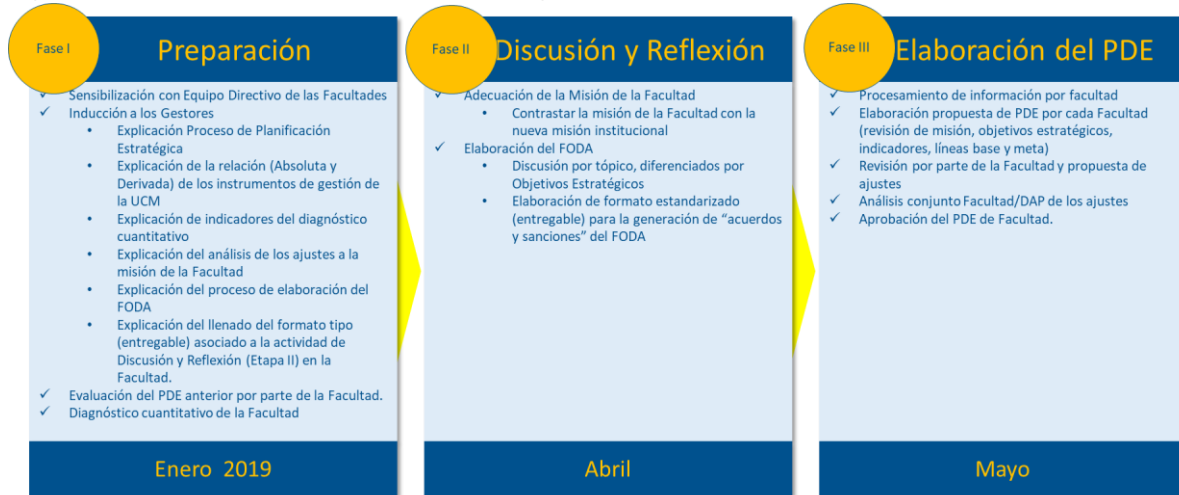 Fase I
Preparación
Sensibilización con Equipo Directivo de las Facultades
Inducción a los Gestores
Explicación Proceso de Planificación
Estratégica
Explicación de la relación (Absoluta y
Derivada) de los instrumentos de gestión de
la UCM
Explicación de indicadores del diagnóstico
cuantitativo
Explicación del análisis de los ajustes a la
misión de la Facultad
Explicación del proceso de elaboración del
FODA
Explicación del llenado del formato tipo
(entregable) asociado a la actividad de
Discusión y Reflexión (Etapa II) en la
Facultad.
Evaluación del PDE anterior por parte de la Facultad.
Diagnóstico cuantitativo de la Facultad
Enero 2019
Fase II
Discusión y Reflexión
Adecuación de la Misión de la Facultad
Contrastar la misión de la Facultad con la
nueva misión institucional
Elaboración del FODA
Discusión por tópico, diferenciados por
Objetivos Estratégicos
Elaboración de formato estandarizado
(entregable) para la generación de “acuerdos
y sanciones” del FODA
Abril
Fase III
Elaboración del PDE
Procesamiento de información por facultad
Elaboración propuesta de PDE por cada Facultad
(revisión de misión, objetivos estratégicos,
indicadores, líneas base y meta)
Revisión por parte de la Facultad y propuesta de
ajustes
Análisis conjunto Facultad/DAP de los ajustes
Aprobación del PDE de Facultad.
Mayo